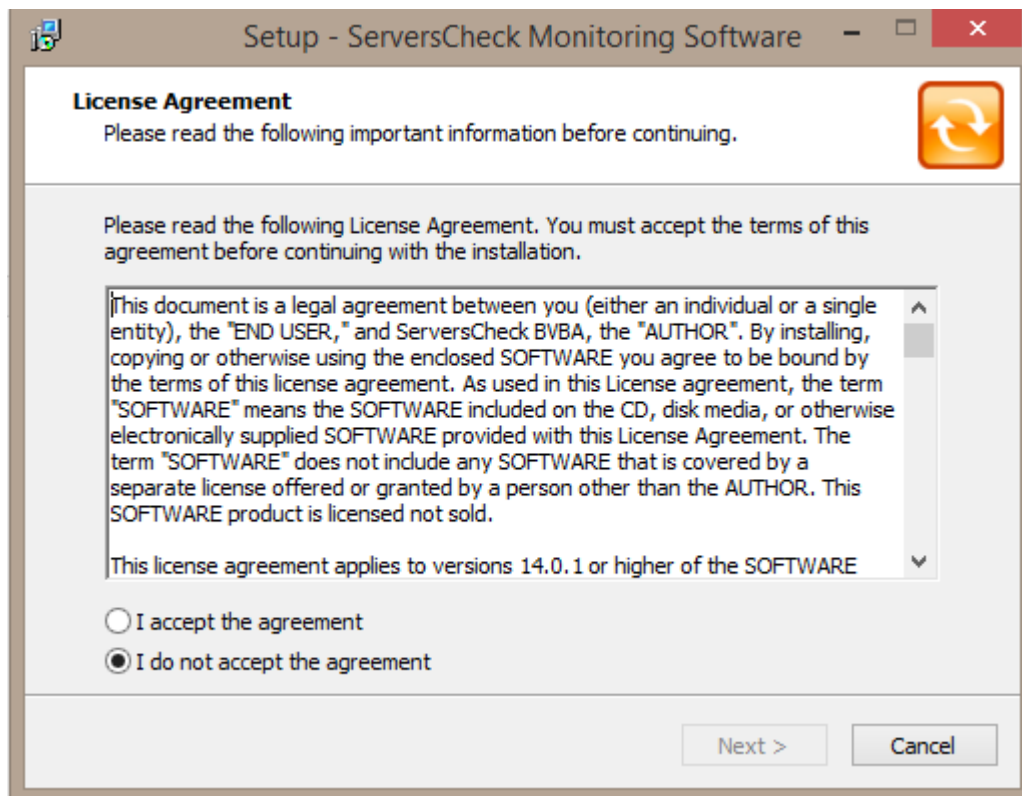 Setup - ServersCheck Monitoring Software
License Agreement
Please read the following important information before continuing.
Please read the following License Agreement. You must accept the terms of this
agreement before continuing with the installation.
This document is a legal agreement between you (either an individual or a single
entity), the "END USER," and ServersCheck BVBA, the "AUTHOR". By installing,
copying or otherwise using the enclosed SOFTWARE you agree to be bound by
the terms of this license agreement. As used in this License agreement, the term
"SOFTWARE" means the SOFTWARE included on the CD, disk media, or otherwise
electronically supplied SOFTWARE provided with this License Agreement. The
term "SOFTWARE" does not include any SOFTWARE that is covered by a
separate license offered or granted by a person other than the AUTHOR. This
SOFTWARE product is licensed not sold.
This license agreement applies to versions 14.0.1 or higher of the SOFTWARE
I accept the agreement
I do not accept the agreement
Next >
Cancel